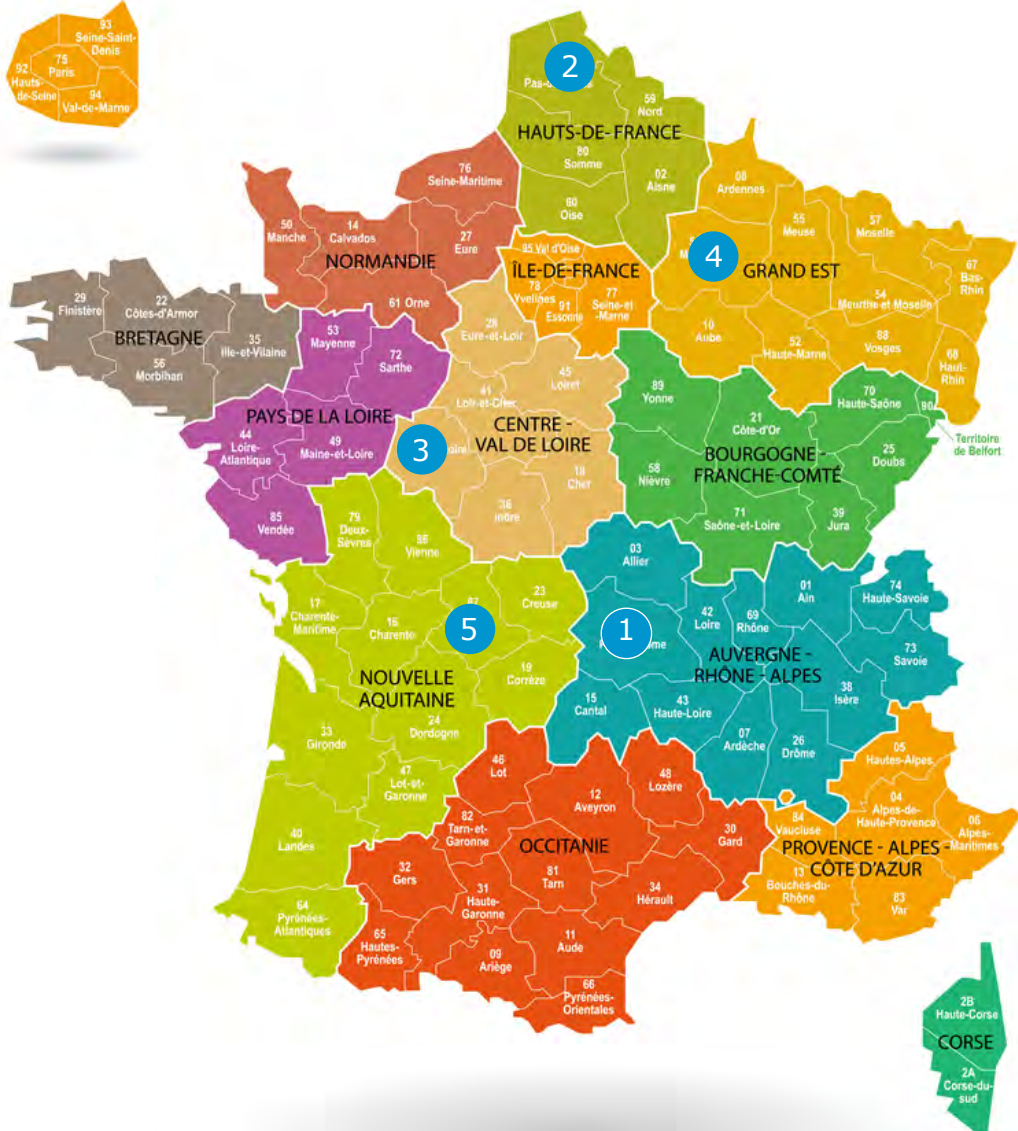 93
Seine-Saint-
Denis
75
Paris
92
Hauts-
de-Seine
94
Val-de-Marne
2
59
Nord
HAUTS-DE-FRANCE
80
Somme
02
Aisne
60
Oise
76
Seine-Maritime
50
Manche
14
Calvados
27
Eure
NORMANDIE
61 Orne
08
Ardennes
55
Meuse
57
Moselle
4
GRAND EST
67
Bas-
Rhin
54
Meurthe et Moselle
10
Aube
52
Haute-Marne
88
Vosges
68
Haut-
Rhin
95 Val d'Oise
ÎLE-DE-FRANCE
78
Yvelines
91
Essonne
77
Seine-et
-Marne
29
Finistère
22
Côtes-d'Armor
BRETAGNE
35
Ille-et-Vilaine
56
Morbihan
53
Mayenne
72
Sarthe
PAYS DE LA LOIRE
44
Loire-
Atlantique
49
Maine-et-Loire
85
Vendée
28
Eure-et-Loir
45
Loiret
41
Loir-et-Cher
CENTRE -
VAL DE LOIRE
3
18
Cher
36
Indre
89
Yonne
21
Côte-d'Or
70
Haute-Saône
90
Territoire
de Belfort
BOURGOGNE -
FRANCHE-COMTÉ
25
Doubs
58
Nièvre
71
Saône-et-Loire
39
Jura
79
Deux-
Sèvres
86
Vienne
17
Charente-
Maritime
16
Charente
87
5
23
Creuse
19
Corrèze
NOUVELLE
AQUITAINE
24
Dordogne
33
Gironde
47
Lot-et-
Garonne
40
Landes
64
Pyrénées-
Atlantiques
03
Allier
1
42
Loire
69
Rhône
01
Ain
74
Haute-Savoie
73
Savoie
AUVERGNE -
RHÔNE - ALPES
38
Isère
15
Cantal
43
Haute-Loire
07
Ardèche
26
Drôme
46
Lot
12
Aveyron
48
Lozère
82
Tarn-et-
Garonne
OCCITANIE
30
Gard
32
Gers
81
Tarn
31
Haute-
Garonne
34
Hérault
65
Hautes-
Pyrénées
09
Ariège
11
Aude
66
Pyrénées-
Orientales
05
Hautes-Alpes
04
Alpes-de-
Haute-Provence
06
Alpes-
Maritimes
84
Vaucluse
PROVENCE - ALPES -
CÔTE D'AZUR
13
Bouches-du-
Rhône
83
Var
2B
Haute-Corse
CORSE
2A
Corse-du-
sud